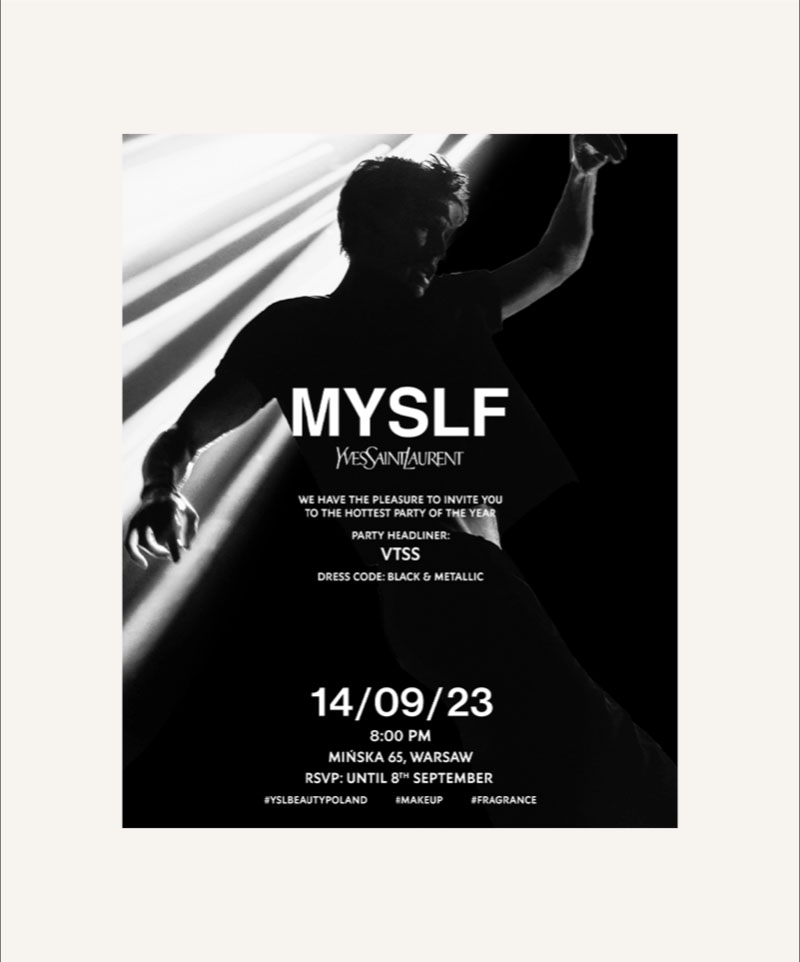 MYSLF
YVESSAINTLAURENT
WE HAVE THE PLEASURE TO INVITE YOU
TO THE HOTTEST PARTY OF THE YEAR
PARTY HEADLINER:
VTSS
DRESS CODE: BLACK & METALLIC
14/09/23
8:00 PM
MIŃSKA 65, WARSAW
RSVP: UNTIL 8TH SEPTEMBER
#YSLBEAUTYPOLAND #MAKEUP #FRAGRANCE